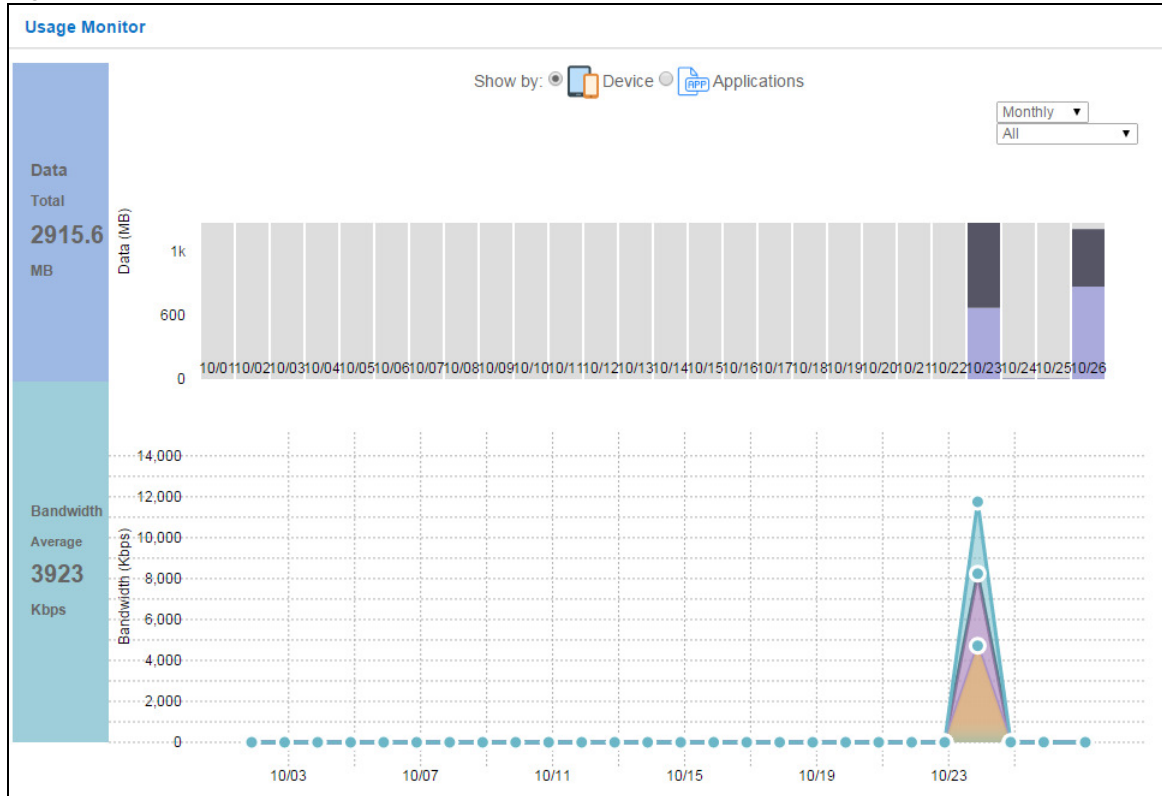 Usage Monitor
Show by: Device Applications
Monthly
All
Data
Total
2915.6
MB
Data (MB)
1k
600
0
10/01 10/02 10/03 10/04 10/05 10/06 10/07 10/08 10/09 10/10 10/11 10/12 10/13 10/14 10/15 10/16 10/17 10/18 10/19 10/20 10/21 10/22 10/23 10/24 10/25 10/26
Bandwidth
Average
3923
Kbps
Bandwidth (Kbps)
14,000
12,000
10,000
8,000
6,000
4,000
2,000
0
10/03 10/07 10/11 10/15 10/19 10/23
APP